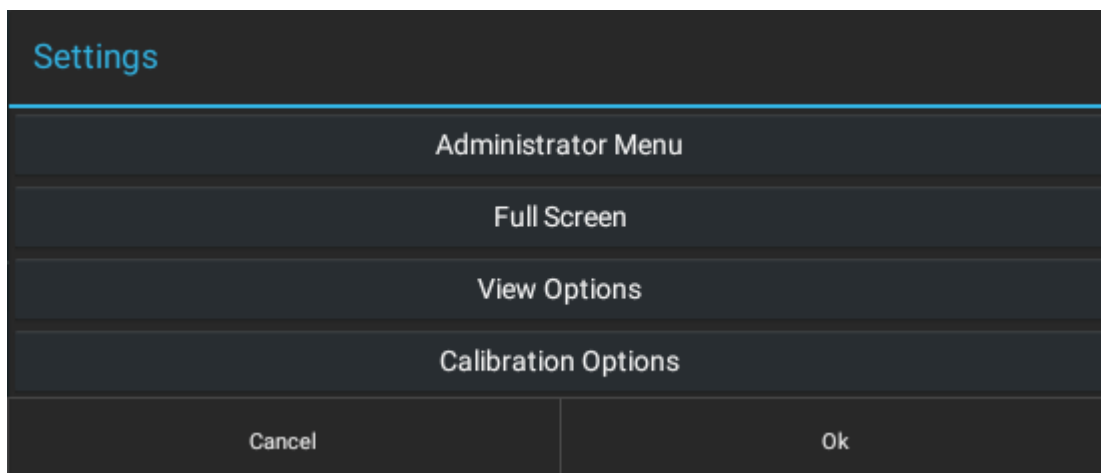 Settings
Administrator Menu
Full Screen
View Options
Calibration Options
Cancel Ok